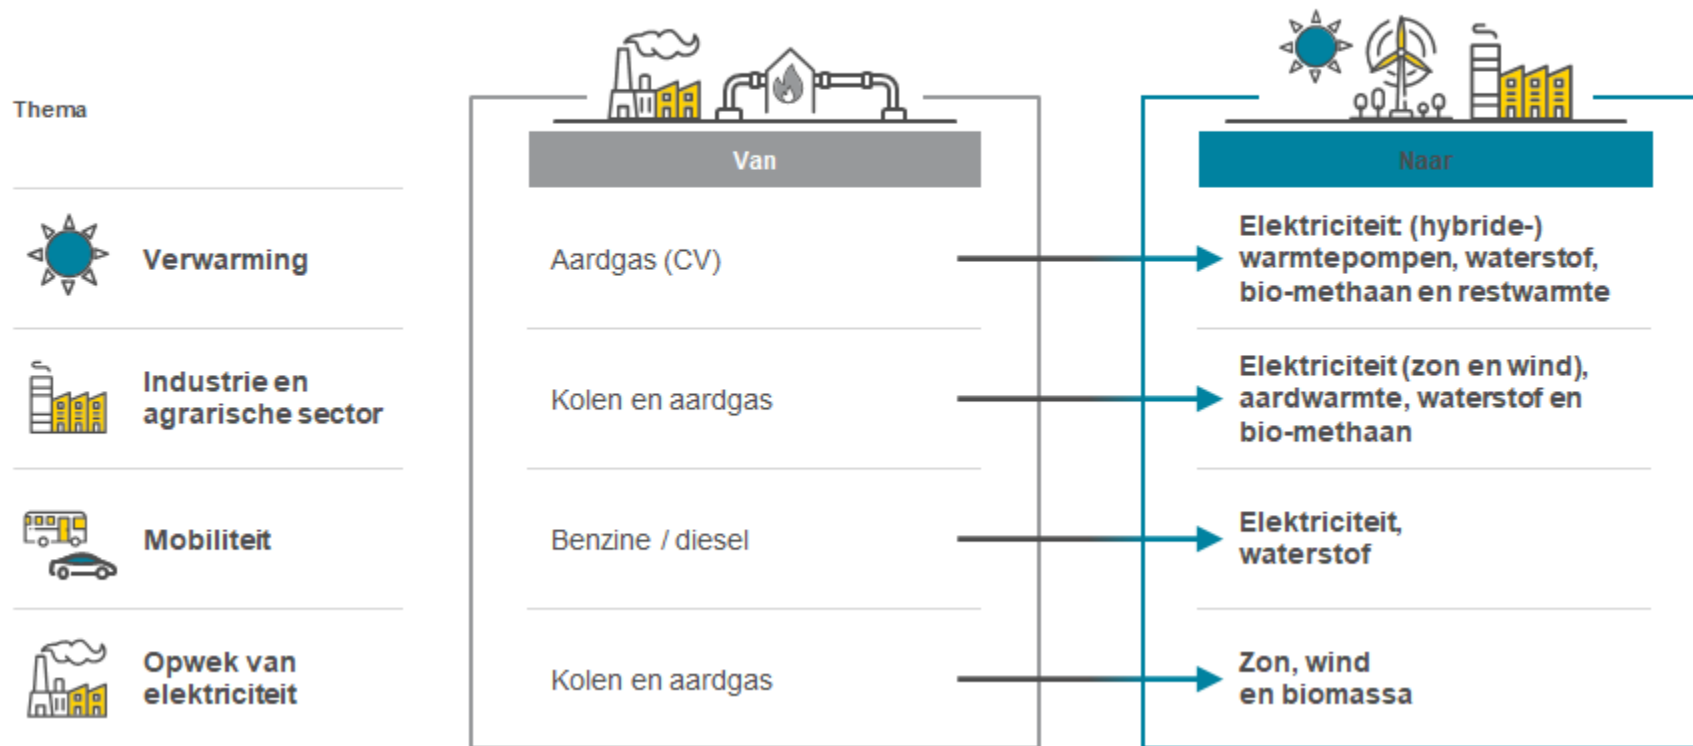 Thema
Van
Naar
Verwarming
Aardgas (CV)
Elektriciteit: (hybride-)
warmtepompen, waterstof,
bio-methaan en restwarmte
Industrie en
agrarische sector
Kolen en aardgas
Elektriciteit (zon en wind),
aardwarmte, waterstof en
bio-methaan
Mobiliteit
Benzine / diesel
Elektriciteit,
waterstof
Opwek van
elektriciteit
Kolen en aardgas
Zon, wind
en biomassa